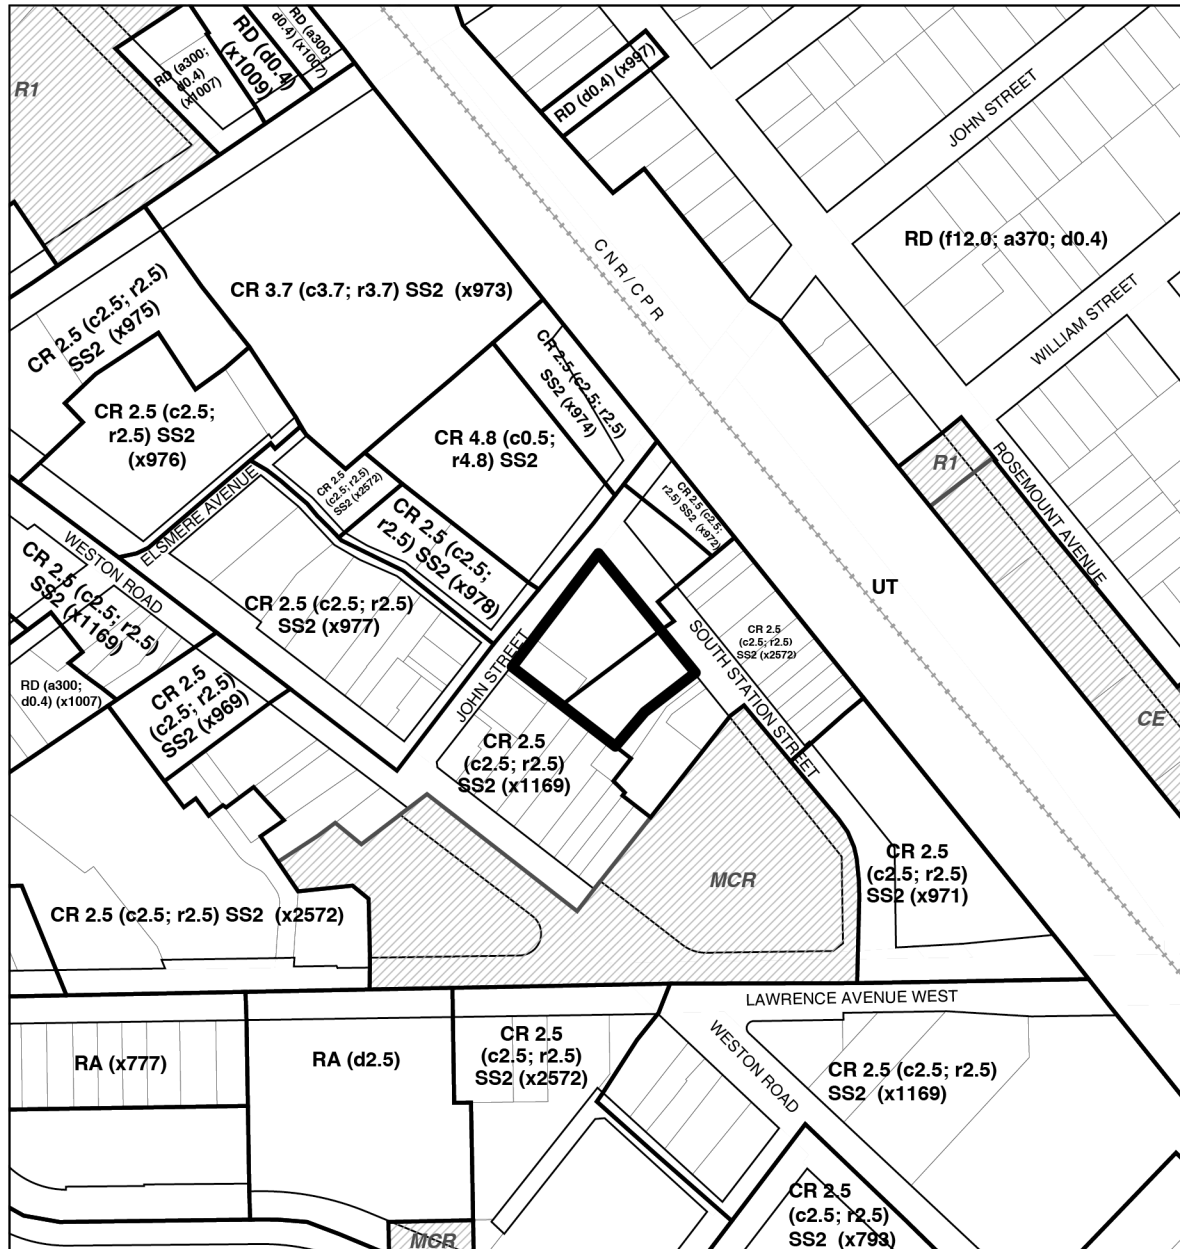 R1
RD (a300;
d0.4)
(x1007)
RD (d0.4)
(x1009)
RD (a300;
d0.4) (x1007)
RD (d0.4) (x997)
JOHN STREET
RD (f12.0; a370; d0.4)
WILLIAM STREET
CNR/CPR
CR 3.7 (c3.7; r3.7) SS2 (x973)
CR 2.5 (c2.5; r2.5)
SS2 (x975)
CR 2.5 (c2.5; r2.5)
SS2 (x974)
CR 2.5 (c2.5;
r2.5) SS2
(x976)
CR 4.8 (c0.5;
r4.8) SS2
R1
ROSEMOUNT AVENUE
CR 2.5
(c2.5; r2.5)
SS2 (x2572)
CR 2.5 (c2.5;
r2.5) SS2
(x972)
ELSMERE AVENUE
CR 2.5 (c2.5;
r2.5) SS2
(x978)
WESTON ROAD
CR 2.5 (c2.5; r2.5)
SS2 (x1169)
CR 2.5 (c2.5; r2.5)
SS2 (x977)
UT
CR 2.5
(c2.5; r2.5)
SS2 (x2572)
SOUTH STATION STREET
JOHN STREET
RD (a300;
d0.4) (x1007)
CR 2.5
(c2.5; r2.5)
SS2 (x969)
CE
CR 2.5
(c2.5; r2.5)
SS2 (x1169)
MCR
CR 2.5
(c2.5; r2.5)
SS2 (x971)
CR 2.5 (c2.5; r2.5) SS2 (x2572)
LAWRENCE AVENUE WEST
RA (x777)
RA (d2.5)
CR 2.5
(c2.5; r2.5)
SS2 (x2572)
WESTON ROAD
CR 2.5 (c2.5; r2.5)
SS2 (x1169)
CR 2.5
(c2.5; r2.5)
SS2 (x793)
MCR